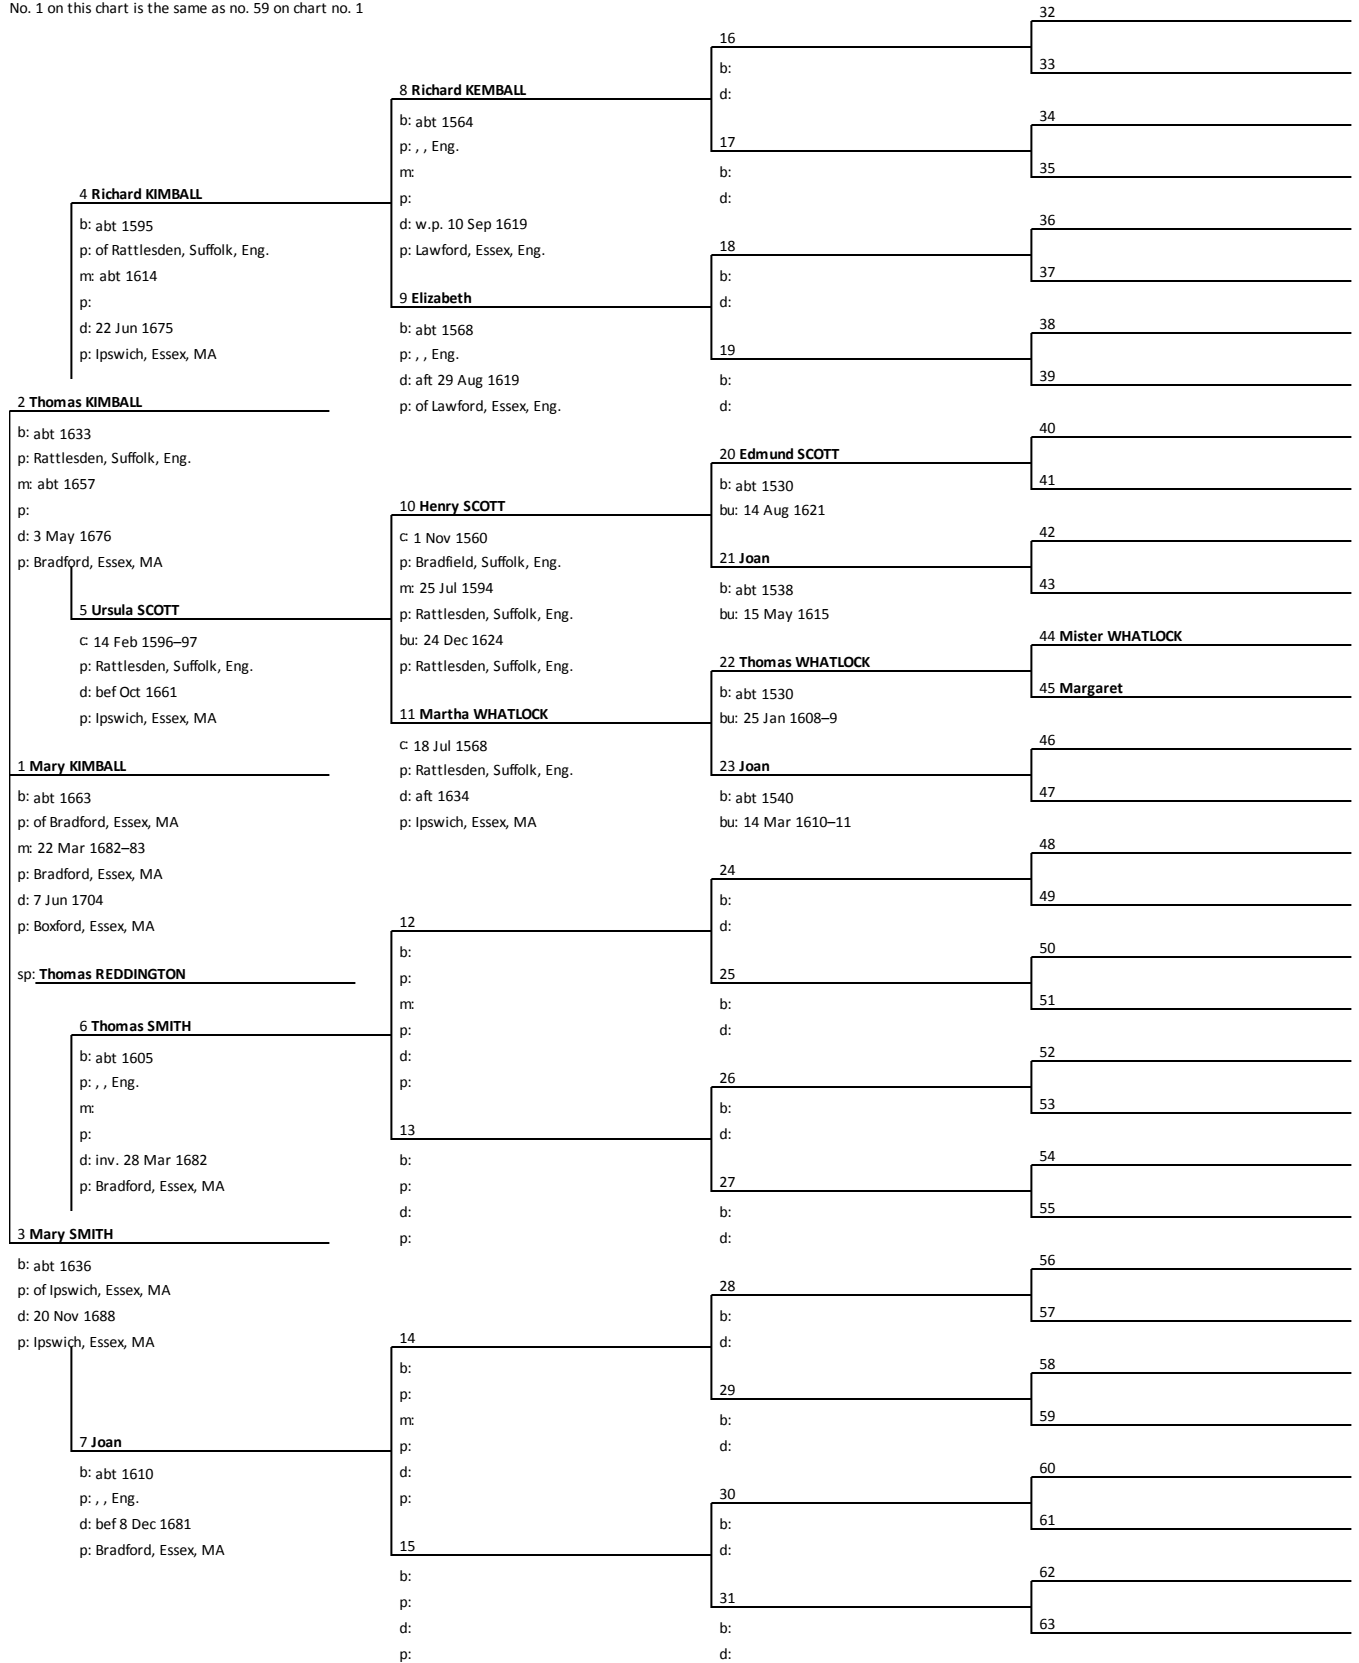 No. 1 on this chart is the same as no. 59 on chart no. 1
2 Thomas KIMBALL
b: abt 1633
p: Rattlesden, Suffolk, Eng.
m: abt 1657
p:
d: 3 May 1676
p: Bradford, Essex, MA
1 Mary KIMBALL
b: abt 1663
p: of Bradford, Essex, MA
m: 22 Mar 1682–83
p: Bradford, Essex, MA
d: 7 Jun 1704
p: Boxford, Essex, MA
sp: Thomas REDDINGTON
3 Mary SMITH
b: abt 1636
p: of Ipswich, Essex, MA
d: 20 Nov 1688
p: Ipswich, Essex, MA
4 Richard KIMBALL
b: abt 1595
p: of Rattlesden, Suffolk, Eng.
m: abt 1614
p:
d: 22 Jun 1675
p: Ipswich, Essex, MA
5 Ursula SCOTT
c: 14 Feb 1596–97
p: Rattlesden, Suffolk, Eng.
d: bef Oct 1661
p: Ipswich, Essex, MA
6 Thomas SMITH
b: abt 1605
p: , , Eng.
m:
p:
d: inv. 28 Mar 1682
p: Bradford, Essex, MA
7 Joan
b: abt 1610
p: , , Eng.
d: bef 8 Dec 1681
p: Bradford, Essex, MA
8 Richard KEMBALL
b: abt 1564
p: , , Eng.
m:
p:
d: w.p. 10 Sep 1619
p: Lawford, Essex, Eng.
9 Elizabeth
b: abt 1568
p: , , Eng.
d: aft 29 Aug 1619
p: of Lawford, Essex, Eng.
10 Henry SCOTT
c: 1 Nov 1560
p: Bradfield, Suffolk, Eng.
m: 25 Jul 1594
p: Rattlesden, Suffolk, Eng.
bu: 24 Dec 1624
p: Rattlesden, Suffolk, Eng.
11 Martha WHATLOCK
c: 18 Jul 1568
p: Rattlesden, Suffolk, Eng.
d: aft 1634
p: Ipswich, Essex, MA
12
b:
p:
m:
p:
d:
p:
13
b:
p:
d:
p:
14
b:
p:
m:
p:
d:
p:
15
b:
p:
d:
p:
16
b:
d:
17
b:
d:
18
b:
d:
19
b:
d:
20 Edmund SCOTT
b: abt 1530
bu: 14 Aug 1621
21 Joan
b: abt 1538
bu: 15 May 1615
22 Thomas WHATLOCK
b: abt 1530
bu: 25 Jan 1608–9
23 Joan
b: abt 1540
bu: 14 Mar 1610–11
24
b:
d:
25
b:
d:
26
b:
d:
27
b:
d:
28
b:
d:
29
b:
d:
30
b:
d:
31
b:
d:
32
33
34
35
36
37
38
39
40
41
42
43
44 Mister WHATLOCK
45 Margaret
46
47
48
49
50
51
52
53
54
55
56
57
58
59
60
61
62
63